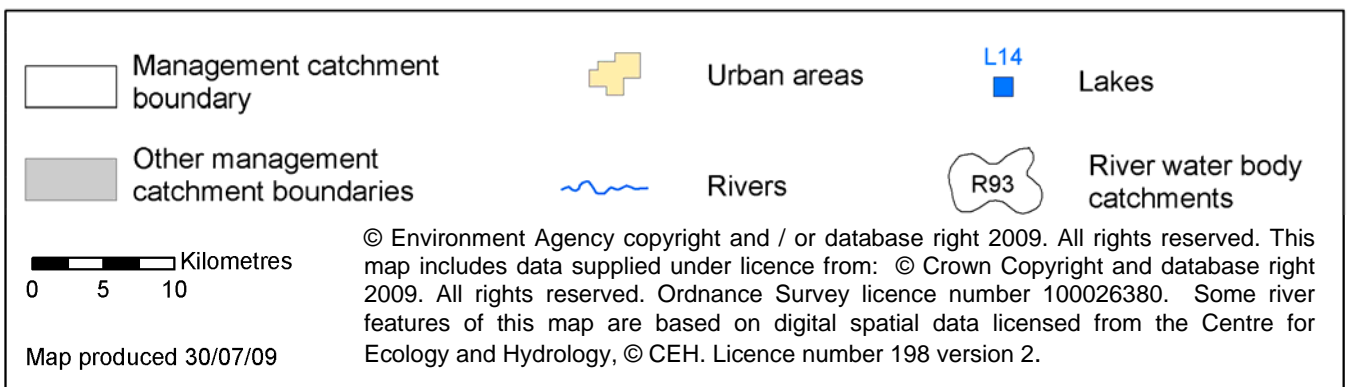 Management catchment
boundary
Urban areas
L14
Lakes
Other management
catchment boundaries
Rivers
R93
River water body
catchments
Kilometres
0 5 10
Map produced 30/07/09
© Environment Agency copyright and / or database right 2009. All rights reserved. This
map includes data supplied under licence from: © Crown Copyright and database right
2009. All rights reserved. Ordnance Survey licence number 100026380. Some river
features of this map are based on digital spatial data licensed from the Centre for
Ecology and Hydrology, © CEH. Licence number 198 version 2.